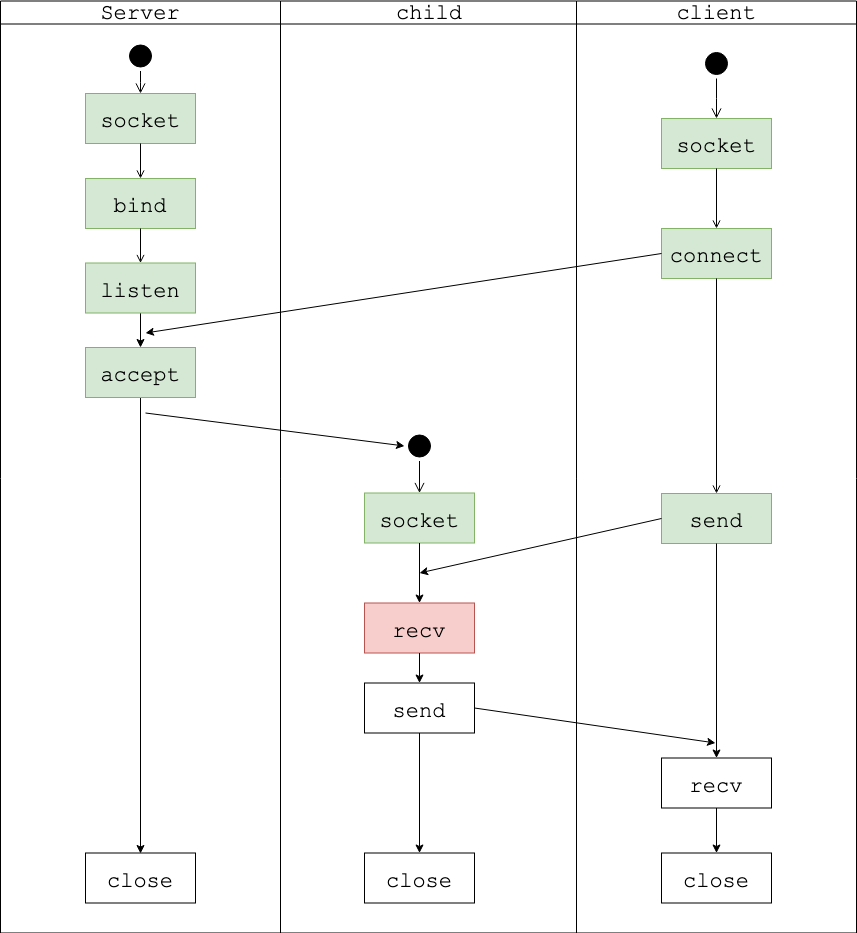 Server
child
client
socket
bind
listen
accept
close
socket
recv
send
close
socket
connect
send
recv
close